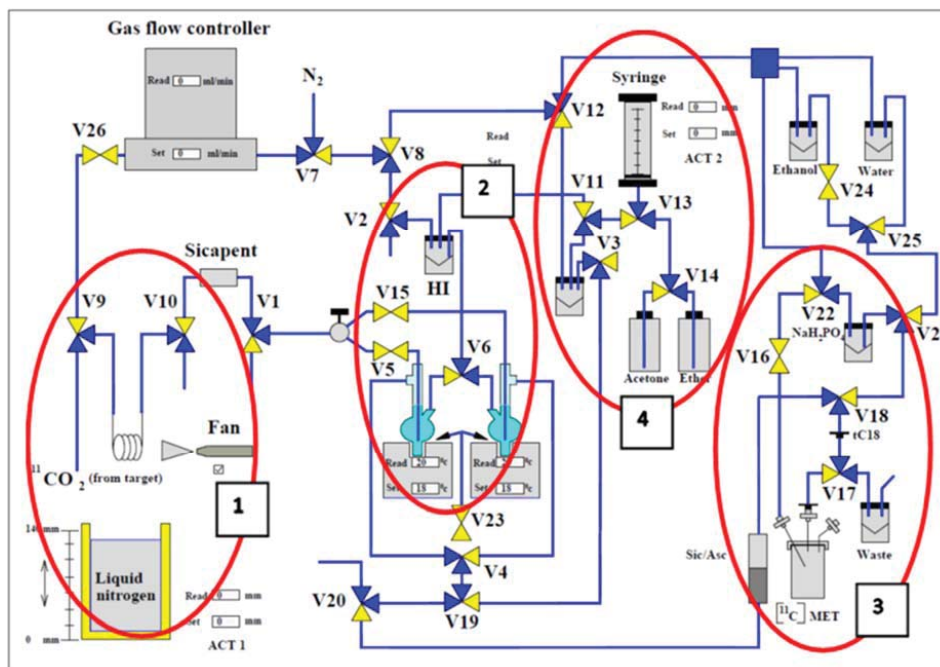 Gas flow controller
Read 0 ml/min
Set 0 ml/min
N2
V26
V7
V8
V12
Syringe
Read 0 mm
Set 0 mm
ACT 2
Read
Set
Ethanol
Water
V24
V25
2
V11
V13
V2
V3
V14
HI
Sicapent
V9
V10
V1
V15
V5
V6
V22
NaH2PO4
V2
V16
Acetone
Ether
4
V18
tC18
V17
Read 20 °c
Set 18 °c
Read 2 °c
Set 18 °c
Fan
11CO2 (from target)
1
V23
V4
V20
V19
Waste
Sic/Asc
[11C] MET
3
140 mm
Liquid
nitrogen
0 mm
Read 0 mm
Set 0 mm
ACT 1